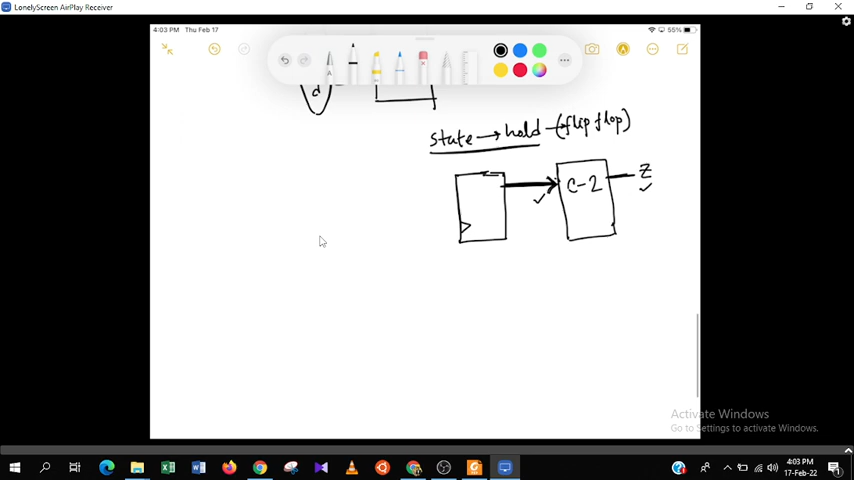 LonelyScreen AirPlay Receiver
4:03 PM Thu Feb 17
55%
A
d
state → hold → (flip flop)
C-2
Z
Activate Windows
Go to Settings to activate Windows.
4:03 PM
17-Feb-22
1